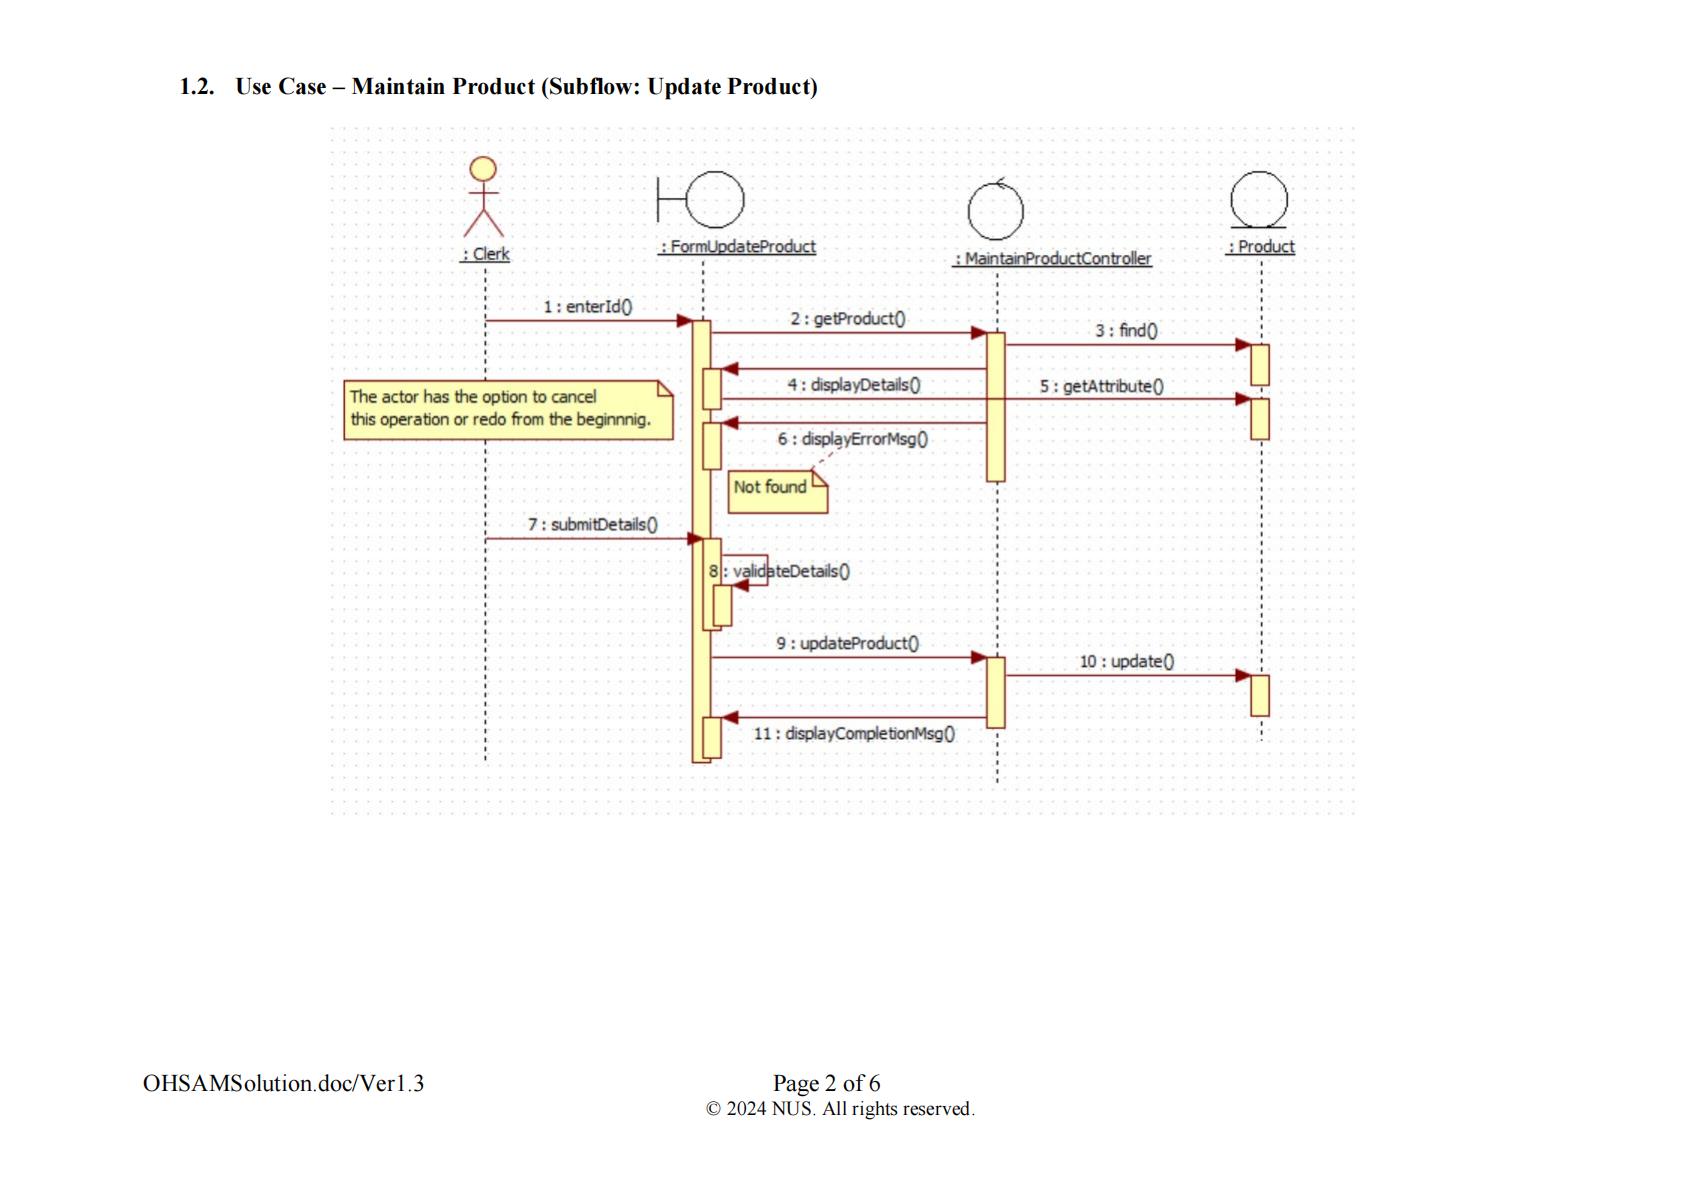 1.2. Use Case – Maintain Product (Subflow: Update Product)
: Clerk
: FormUpdateProduct
: MaintainProductController
: Product
1 : enterId()
2 : getProduct()
3 : find()
4 : displayDetails()
5 : getAttribute()
The actor has the option to cancel
this operation or redo from the beginnnig.
6 : displayErrorMsg()
Not found
7 : submitDetails()
8 : validateDetails()
9 : updateProduct()
10 : update()
11 : displayCompletionMsg()
OHSAMSolution.doc/Ver1.3
Page 2 of 6
© 2024 NUS. All rights reserved.